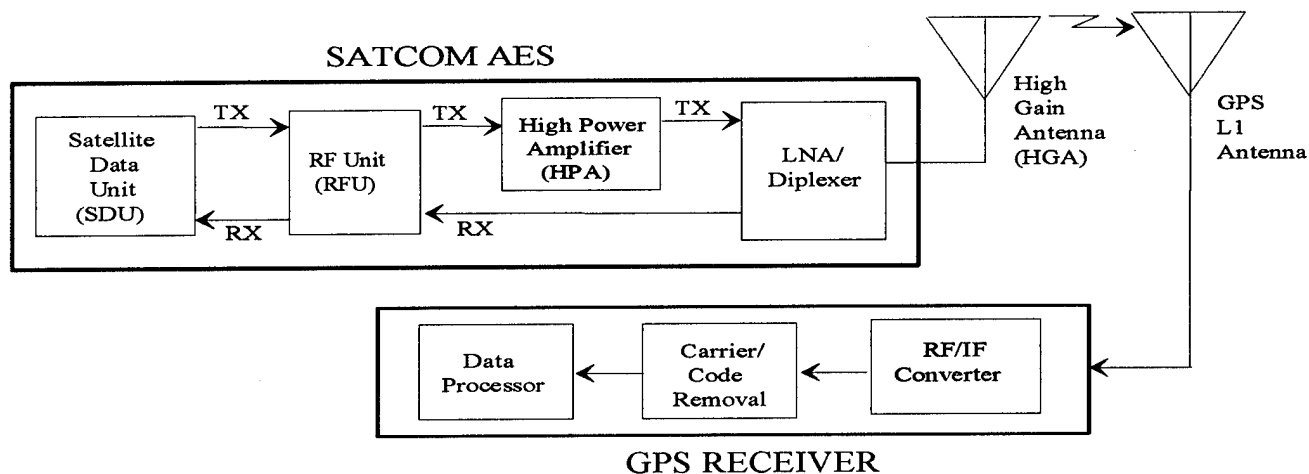 SATCOM AES
Satellite
Data
Unit
(SDU)
TX
RX
RF Unit
(RFU)
TX
RX
High Power
Amplifier
(HPA)
TX
LNA/
Diplexer
High
Gain
Antenna
(HGA)
GPS
L1
Antenna
Data
Processor
Carrier/
Code
Removal
RF/IF
Converter
GPS RECEIVER